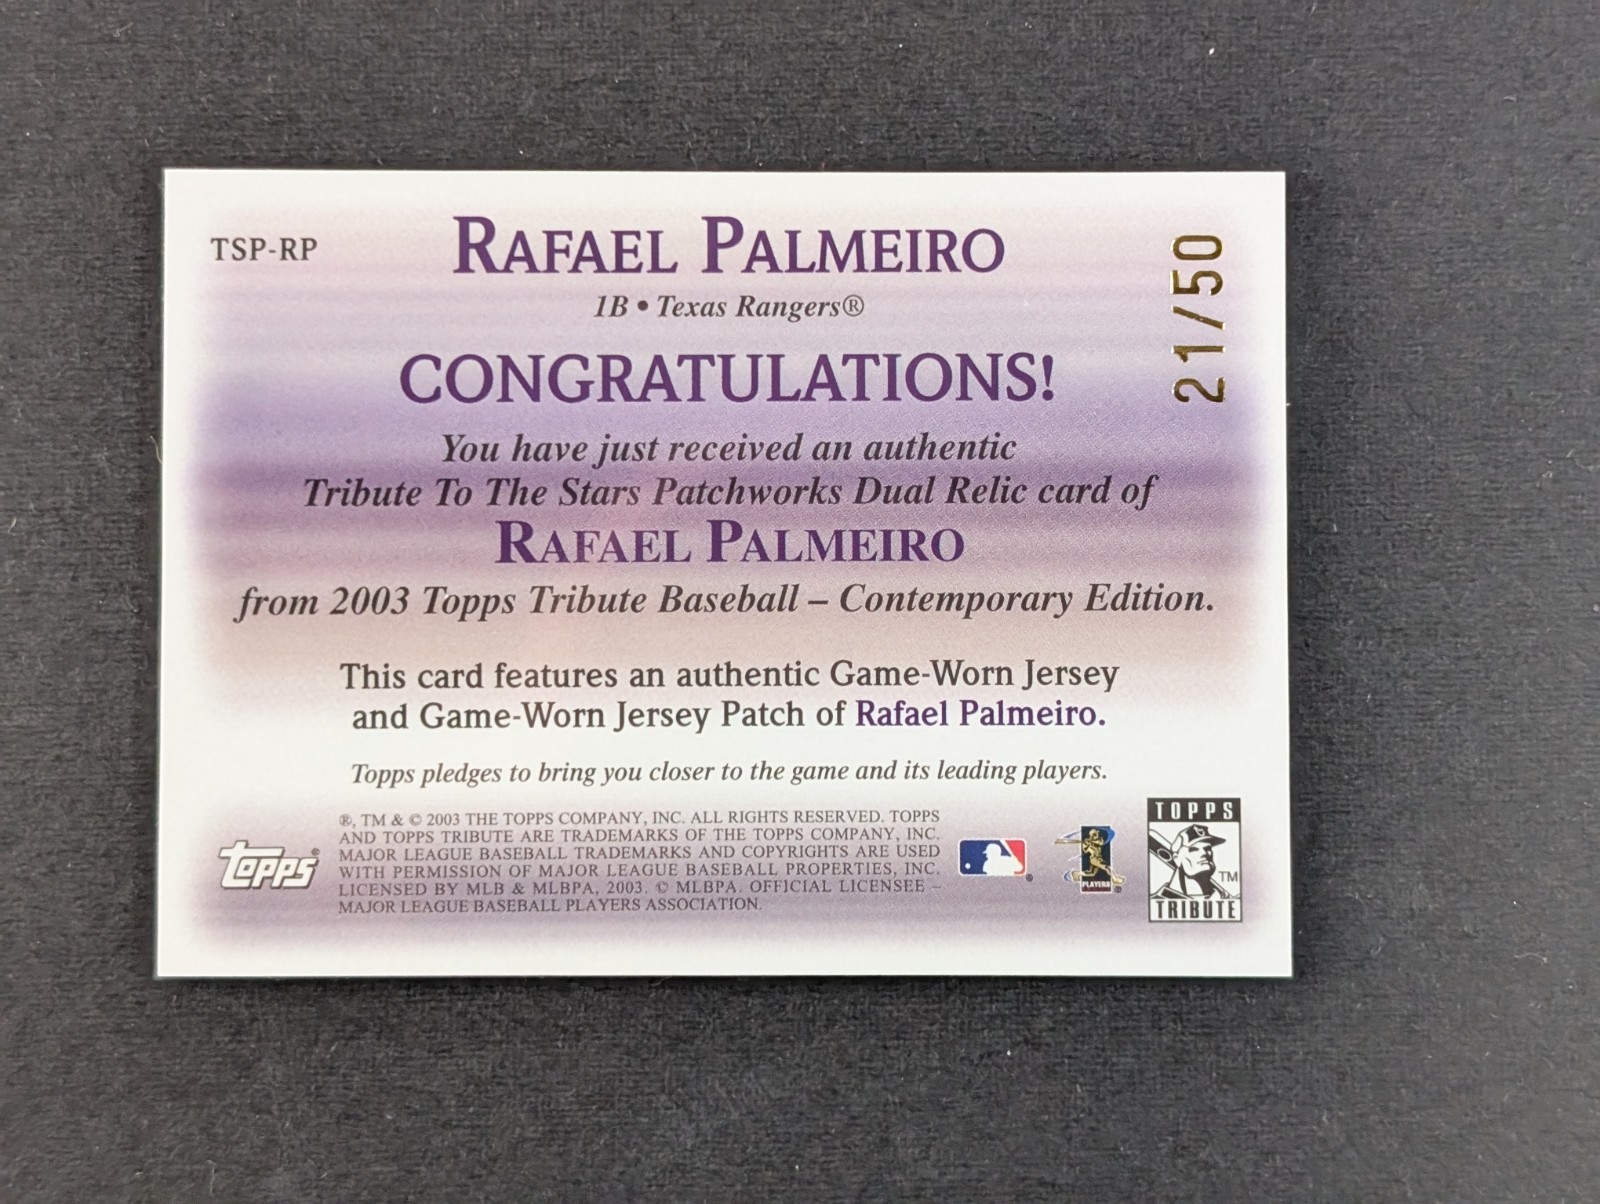 TSP-RP
RAFAEL PALMEIRO
1B • Texas Rangers®
21/50
CONGRATULATIONS!
You have just received an authentic
Tribute To The Stars Patchworks Dual Relic card of
RAFAEL PALMEIRO
from 2003 Topps Tribute Baseball – Contemporary Edition.
This card features an authentic Game-Worn Jersey
and Game-Worn Jersey Patch of Rafael Palmeiro.
Topps pledges to bring you closer to the game and its leading players.
®, TM & © 2003 THE TOPPS COMPANY, INC. ALL RIGHTS RESERVED. TOPPS
AND TOPPS TRIBUTE ARE TRADEMARKS OF THE TOPPS COMPANY, INC.
MAJOR LEAGUE BASEBALL TRADEMARKS AND COPYRIGHTS ARE USED
WITH PERMISSION OF MAJOR LEAGUE BASEBALL PROPERTIES, INC.
LICENSED BY MLB & MLBPA, 2003. © MLBPA. OFFICIAL LICENSEE –
MAJOR LEAGUE BASEBALL PLAYERS ASSOCIATION.
Topps®
®
PLAYERS ®
TOPPS
TM
TRIBUTE